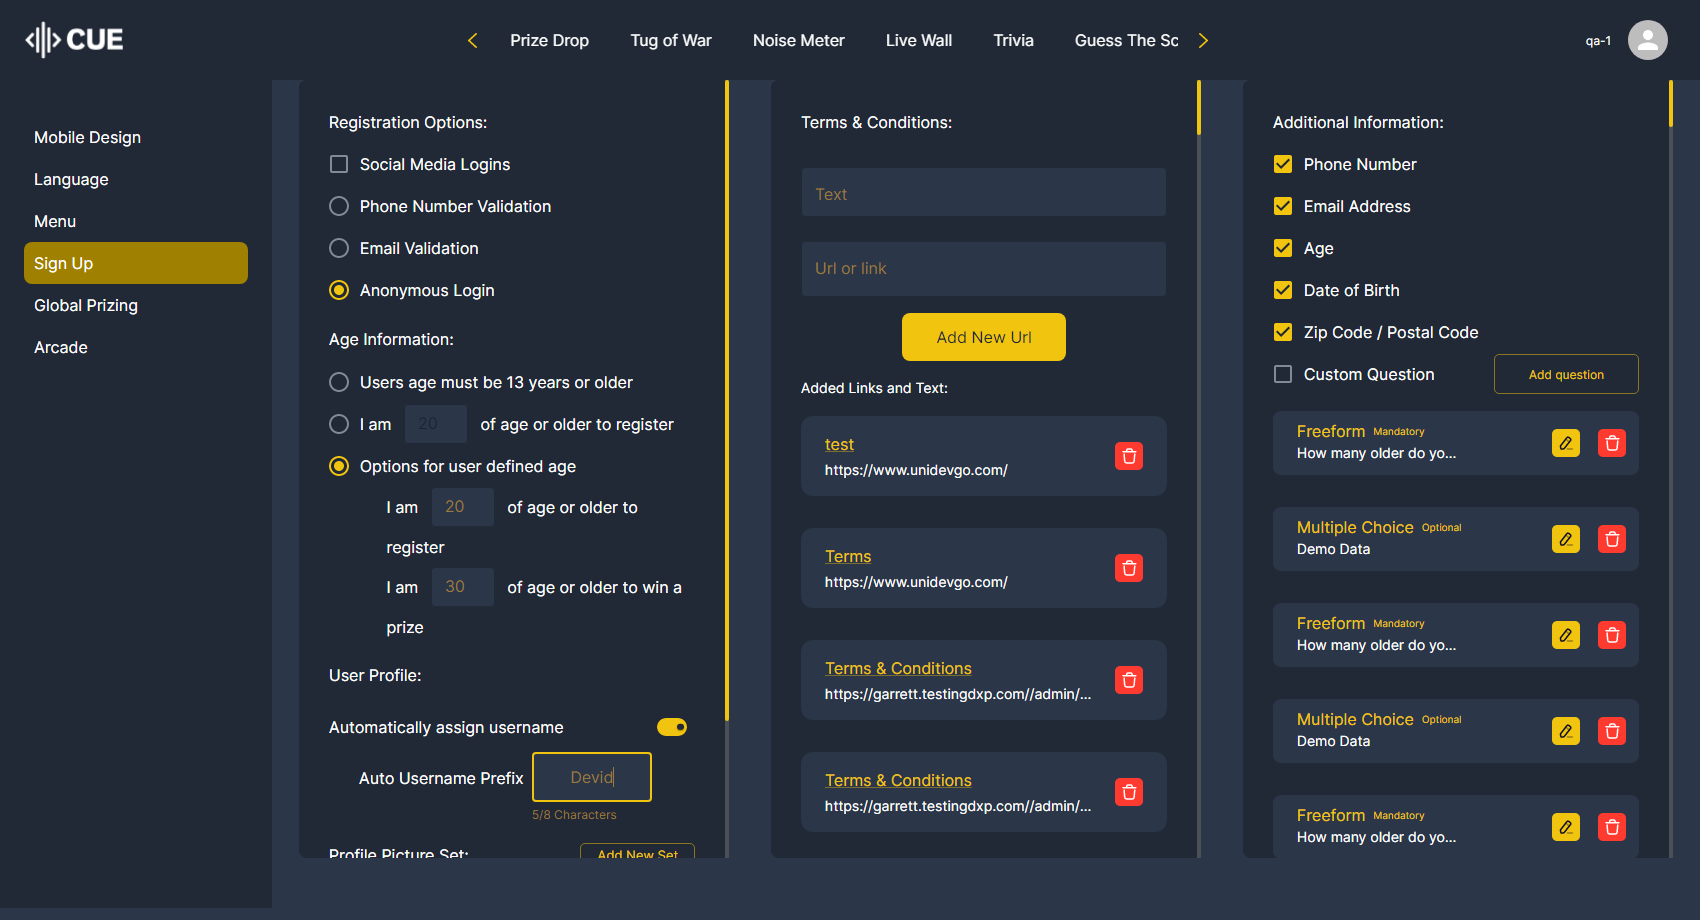 CUE
Prize Drop
Tug of War
Noise Meter
Live Wall
Trivia
Guess The Sc
qa-1
Mobile Design
Language
Menu
Sign Up
Global Prizing
Arcade
Registration Options:
Social Media Logins
Phone Number Validation
Email Validation
Anonymous Login
Age Information:
Users age must be 13 years or older
I am 20 of age or older to register
Options for user defined age
I am 20 of age or older to
register
I am 30 of age or older to win a
prize
User Profile:
Automatically assign username
Auto Username Prefix Devid
5/8 Characters
Profile Picture Set: Add New Set
Terms & Conditions:
Text
Url or link
Add New Url
Added Links and Text:
test
https://www.unidevgo.com/
Terms
https://www.unidevgo.com/
Terms & Conditions
https://garrett.testingdxp.com//admin/...
Terms & Conditions
https://garrett.testingdxp.com//admin/...
Additional Information:
Phone Number
Email Address
Age
Date of Birth
Zip Code / Postal Code
Custom Question Add question
Freeform Mandatory
How many older do yo...
Multiple Choice Optional
Demo Data
Freeform Mandatory
How many older do yo...
Multiple Choice Optional
Demo Data
Freeform Mandatory
How many older do yo...